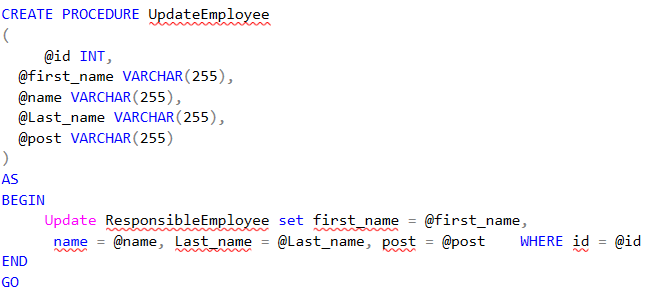 CREATE PROCEDURE UpdateEmployee
(
@id INT,
@first_name VARCHAR(255),
@name VARCHAR(255),
@Last_name VARCHAR(255),
@post VARCHAR(255)
)
AS
BEGIN
Update ResponsibleEmployee set first_name = @first_name,
name = @name, Last_name = @Last_name, post = @post WHERE id = @id
END
GO